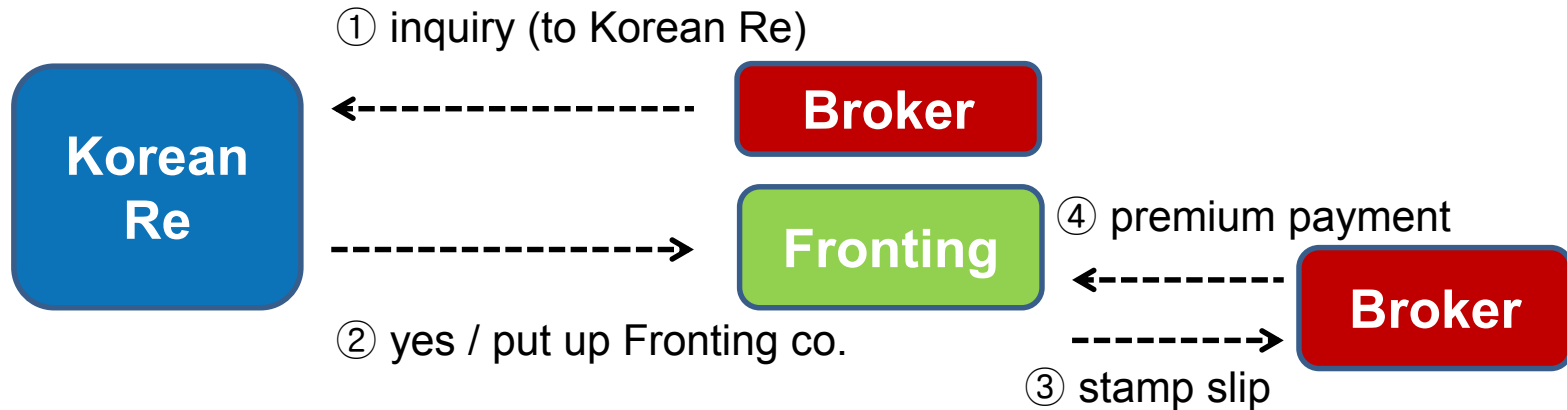 ① inquiry (to Korean Re)
Korean
Re
Broker
Fronting
④ premium payment
Broker
② yes / put up Fronting co.
③ stamp slip